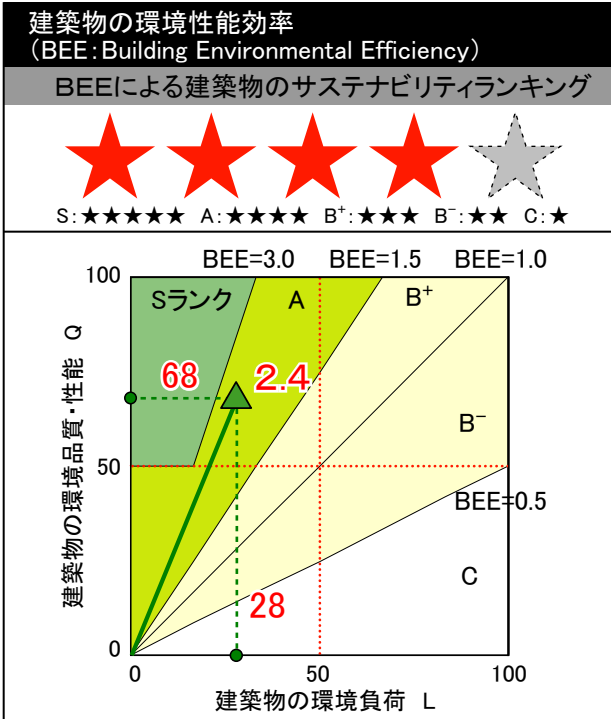 建築物の環境性能効率
(BEE:Building Environmental Efficiency)
BEEによる建築物のサステナビリティランキング
S:★★★★★ A:★★★★ B⁺:★★★ B⁻:★★ C:★
BEE=3.0 BEE=1.5 BEE=1.0
100
Sランク A B⁺
68 2.4
B⁻
50
BEE=0.5
28 C
0
0 50 100
建築物の環境品質・性能 Q
建築物の環境負荷 L